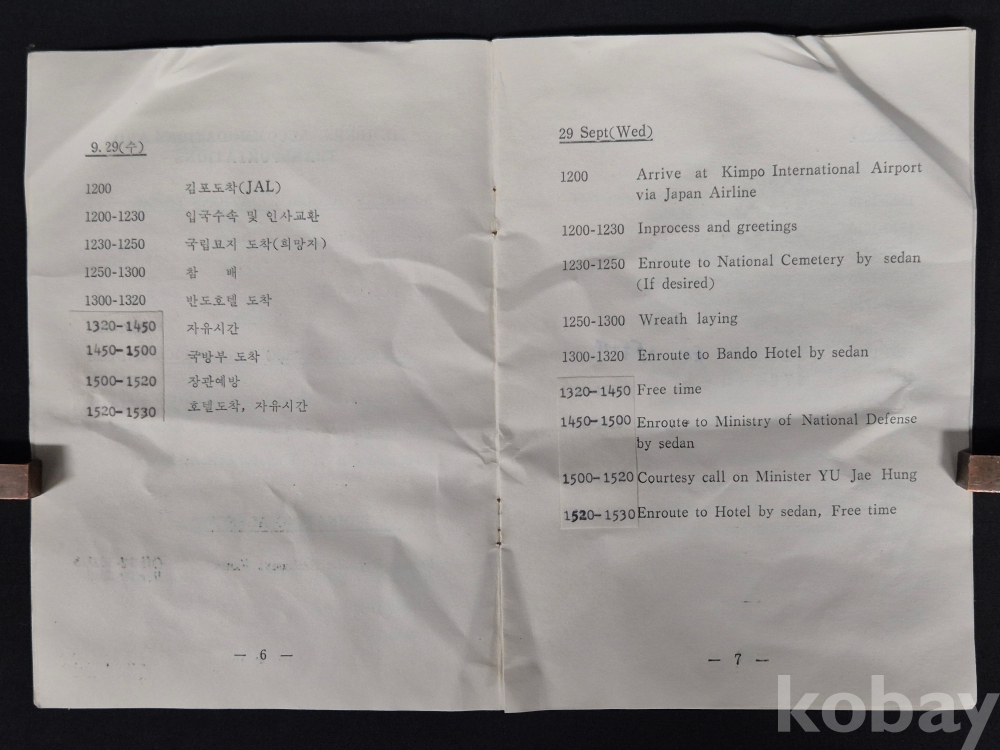 9. 29(수)
1200 김포도착(JAL)
1200-1230 입국수속 및 인사교환
1230-1250 국립묘지 도착(희망지)
1250-1300 참 배
1300-1320 반도호텔 도착
1320-1450 자유시간
1450-1500 국방부 도착
1500-1520 장관예방
1520-1530 호텔도착, 자유시간
— 6 —
29 Sept(Wed)
1200 Arrive at Kimpo International Airport
via Japan Airline
1200-1230 Inprocess and greetings
1230-1250 Enroute to National Cemetery by sedan
(If desired)
1250-1300 Wreath laying
1300-1320 Enroute to Bando Hotel by sedan
1320-1450 Free time
1450-1500 Enroute to Ministry of National Defense
by sedan
1500-1520 Courtesy call on Minister YU Jae Hung
1520-1530 Enroute to Hotel by sedan, Free time
— 7 —
kobay